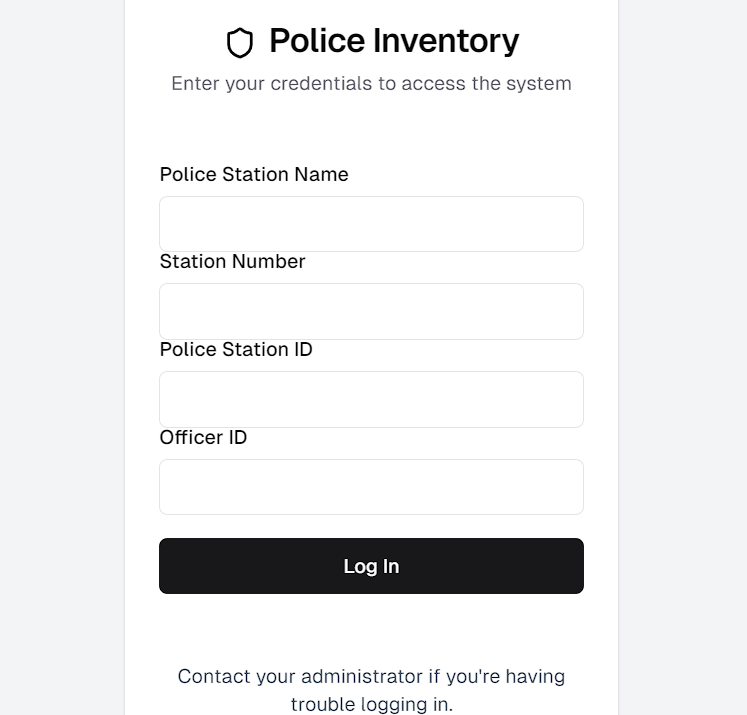 Police Inventory
Enter your credentials to access the system
Police Station Name
Station Number
Police Station ID
Officer ID
Log In
Contact your administrator if you're having
trouble logging in.